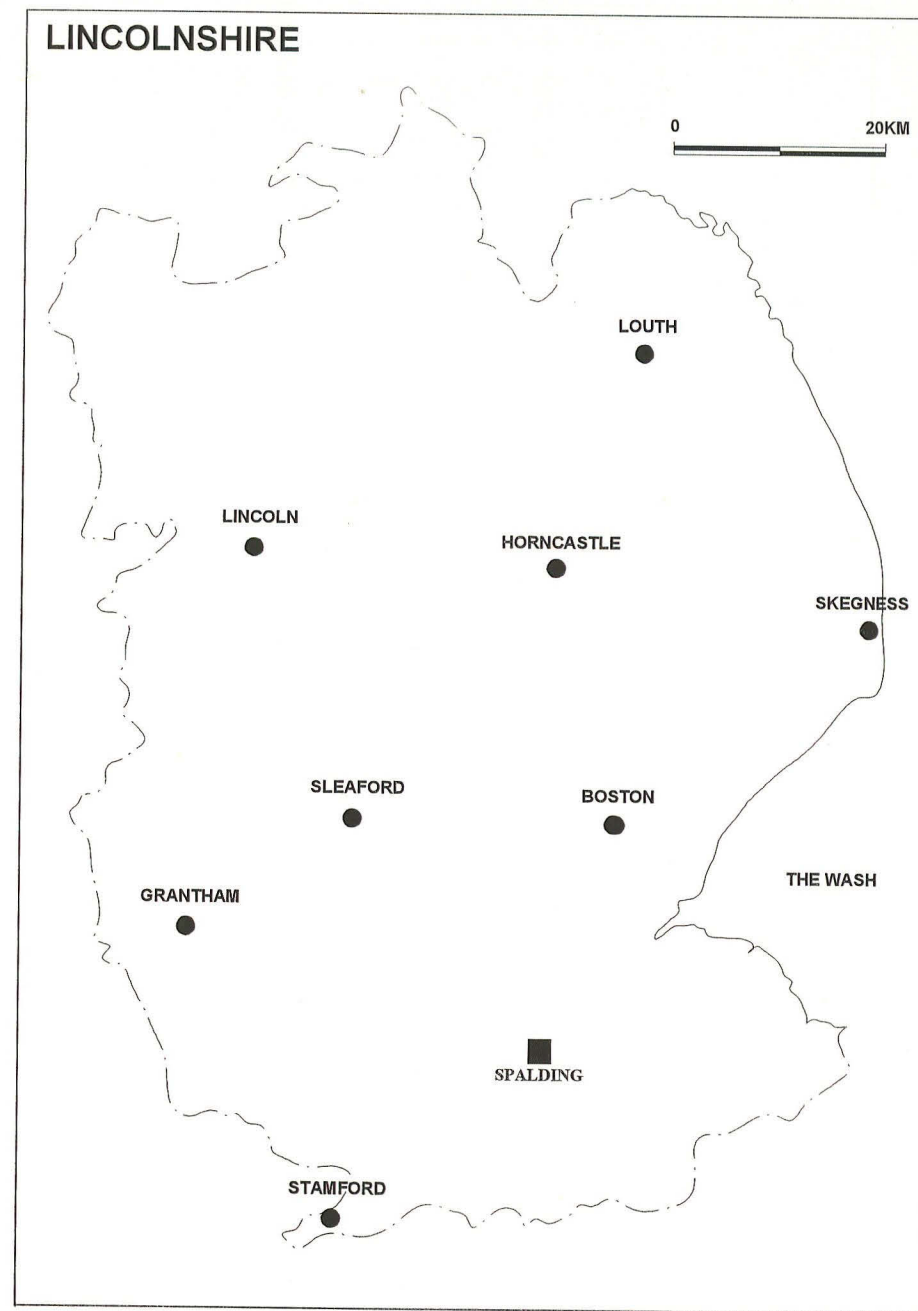 LINCOLNSHIRE
0 20KM
LOUTH
LINCOLN
HORNCASTLE
SKEGNESS
SLEAFORD
BOSTON
THE WASH
GRANTHAM
SPALDING
STAMFORD